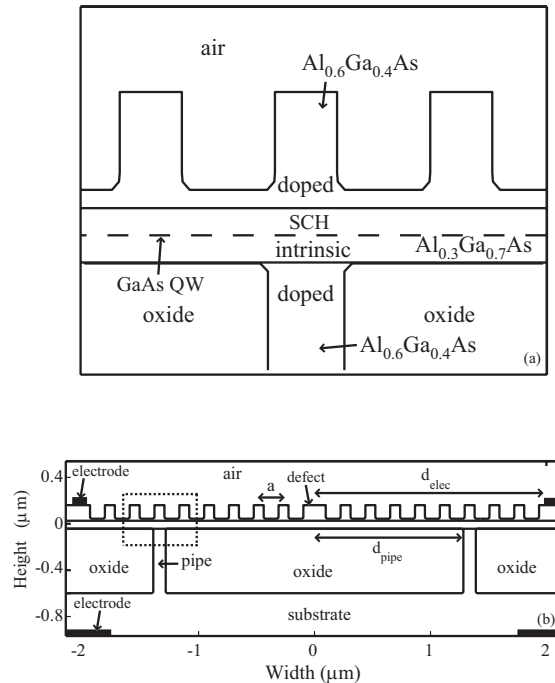 air
Al0.6Ga0.4As
doped
SCH
intrinsic
Al0.3Ga0.7As
GaAs QW
doped
oxide
oxide
Al0.6Ga0.4As
(a)
electrode
air
a
defect
delec
0.4
0
-0.4
-0.8
Height (μm)
pipe
dpipe
oxide
oxide
oxide
substrate
electrode
(b)
-2
-1
0
1
2
Width (μm)